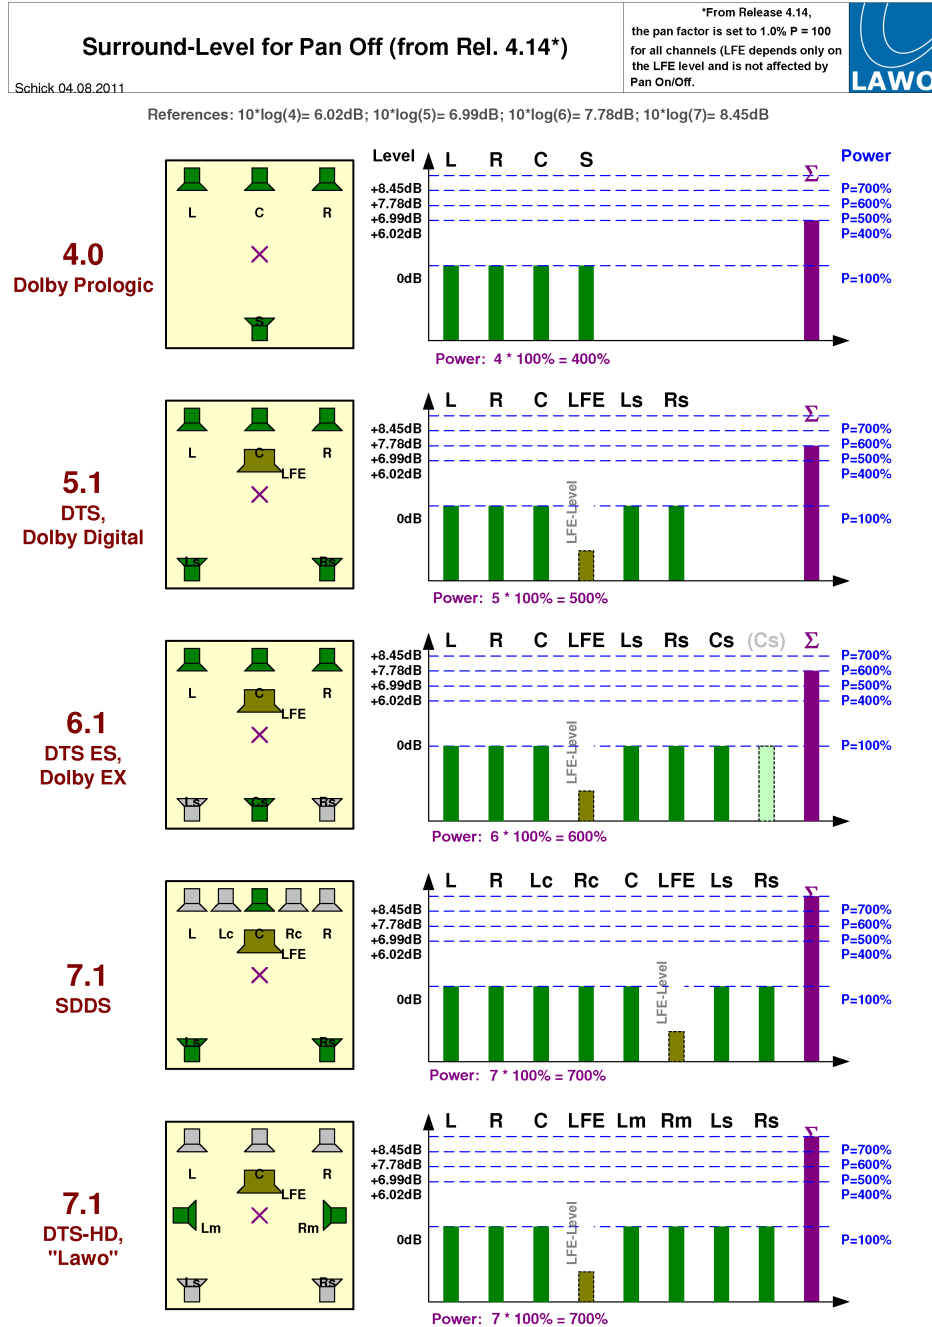 Surround-Level for Pan Off (from Rel. 4.14*)
Schick 04.08.2011
*From Release 4.14,
the pan factor is set to 1.0% P = 100
for all channels (LFE depends only on
the LFE level and is not affected by
Pan On/Off.
LAWO
References: 10*log(4)= 6.02dB; 10*log(5)= 6.99dB; 10*log(6)= 7.78dB; 10*log(7)= 8.45dB
4.0
Dolby Prologic
L C R
S
Level L R C S Σ Power
+8.45dB P=700%
+7.78dB P=600%
+6.99dB P=500%
+6.02dB P=400%
0dB P=100%
Power: 4 * 100% = 400%
5.1
DTS,
Dolby Digital
L C R
LFE
Ls Rs
L R C LFE Ls Rs Σ
+8.45dB P=700%
+7.78dB P=600%
+6.99dB P=500%
+6.02dB P=400%
LFE-Level
0dB P=100%
Power: 5 * 100% = 500%
6.1
DTS ES,
Dolby EX
L C R
LFE
Ls Cs Rs
L R C LFE Ls Rs Cs (Cs) Σ
+8.45dB P=700%
+7.78dB P=600%
+6.99dB P=500%
+6.02dB P=400%
LFE-Level
0dB P=100%
Power: 6 * 100% = 600%
7.1
SDDS
L Lc C Rc R
LFE
Ls Rs
L R Lc Rc C LFE Ls Rs Σ
+8.45dB P=700%
+7.78dB P=600%
+6.99dB P=500%
+6.02dB P=400%
LFE-Level
0dB P=100%
Power: 7 * 100% = 700%
7.1
DTS-HD,
"Lawo"
L C R
LFE
Lm Rm
Ls Rs
L R C LFE Lm Rm Ls Rs Σ
+8.45dB P=700%
+7.78dB P=600%
+6.99dB P=500%
+6.02dB P=400%
LFE-Level
0dB P=100%
Power: 7 * 100% = 700%